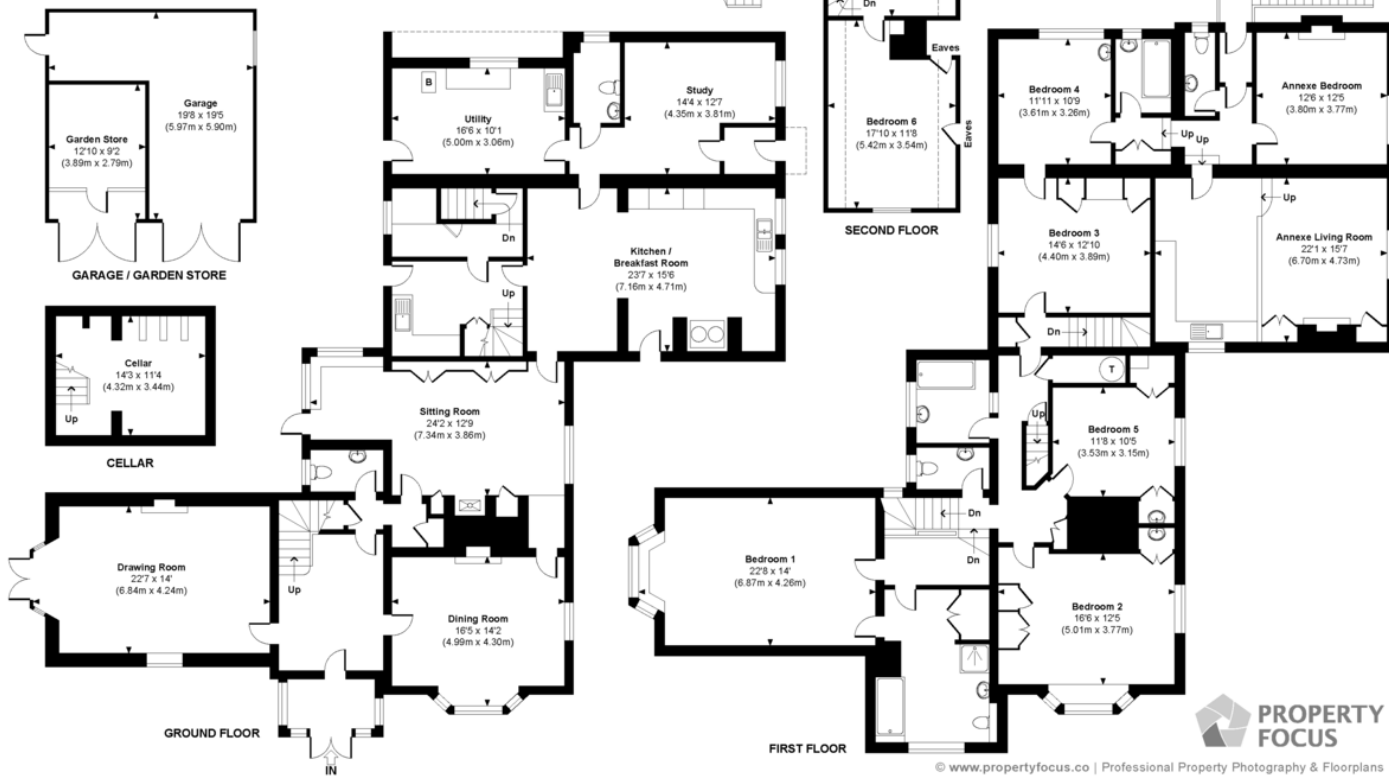 Garage
19'8 x 19'5
(5.97m x 5.90m)
Garden Store
12'10 x 9'2
(3.89m x 2.79m)
GARAGE / GARDEN STORE
Cellar
14'3 x 11'4
(4.32m x 3.44m)
Up
CELLAR
B
Utility
16'6 x 10'1
(5.00m x 3.06m)
Study
14'4 x 12'7
(4.35m x 3.81m)
Dn
Kitchen /
Breakfast Room
23'7 x 15'6
(7.16m x 4.71m)
Up
Sitting Room
24'2 x 12'9
(7.34m x 3.86m)
Drawing Room
22'7 x 14'
(6.84m x 4.24m)
Up
Dining Room
16'5 x 14'2
(4.99m x 4.30m)
GROUND FLOOR
IN
Dn
Eaves
Bedroom 6
17'10 x 11'8
(5.42m x 3.54m)
Eaves
SECOND FLOOR
Bedroom 4
11'11 x 10'9
(3.61m x 3.26m)
Up
Up
Annexe Bedroom
12'6 x 12'5
(3.80m x 3.77m)
Bedroom 3
14'6 x 12'10
(4.40m x 3.89m)
Up
Annexe Living Room
22'1 x 15'7
(6.70m x 4.73m)
Dn
T
Up
Bedroom 5
11'8 x 10'5
(3.53m x 3.15m)
Dn
Dn
Bedroom 1
22'8 x 14'
(6.87m x 4.26m)
Bedroom 2
16'6 x 12'5
(5.01m x 3.77m)
FIRST FLOOR
PROPERTY
FOCUS
© www.propertyfocus.co | Professional Property Photography & Floorplans